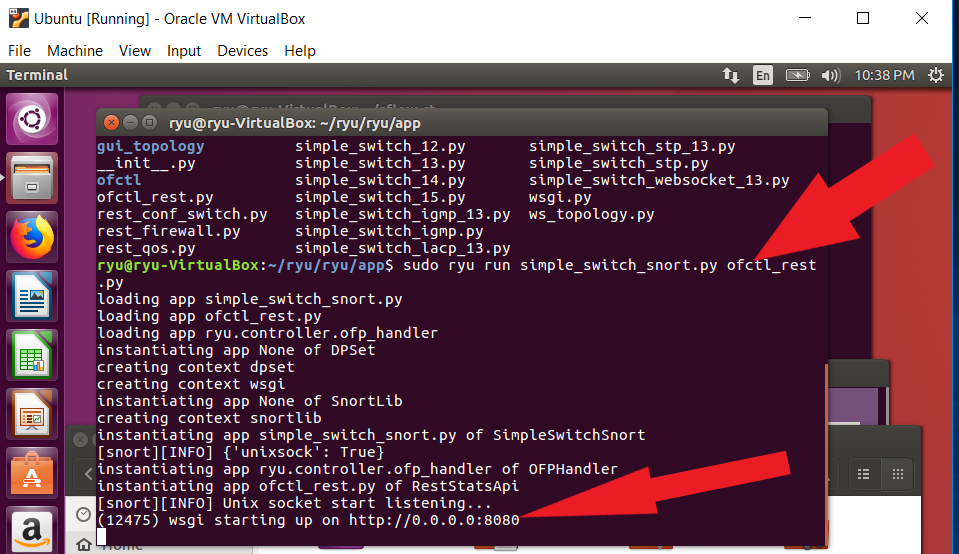 Ubuntu [Running] - Oracle VM VirtualBox
File Machine View Input Devices Help
Terminal En 10:38 PM
ryu@ryu-VirtualBox: ~/ryu/ryu/app
gui_topology simple_switch_12.py simple_switch_stp_13.py
__init__.py simple_switch_13.py simple_switch_stp.py
ofctl simple_switch_14.py simple_switch_websocket_13.py
ofctl_rest.py simple_switch_15.py wsgi.py
rest_conf_switch.py simple_switch_igmp_13.py ws_topology.py
rest_firewall.py simple_switch_igmp.py
rest_qos.py simple_switch_lacp_13.py
ryu@ryu-VirtualBox:~/ryu/ryu/app$ sudo ryu run simple_switch_snort.py ofctl_rest
.py
loading app simple_switch_snort.py
loading app ofctl_rest.py
loading app ryu.controller.ofp_handler
instantiating app None of DPSet
creating context dpset
creating context wsgi
instantiating app None of SnortLib
creating context snortlib
instantiating app simple_switch_snort.py of SimpleSwitchSnort
[snort][INFO] {'unixsock': True}
instantiating app ryu.controller.ofp_handler of OFPHandler
instantiating app ofctl_rest.py of RestStatsApi
[snort][INFO] Unix socket start listening...
(12475) wsgi starting up on http://0.0.0.0:8080
Home